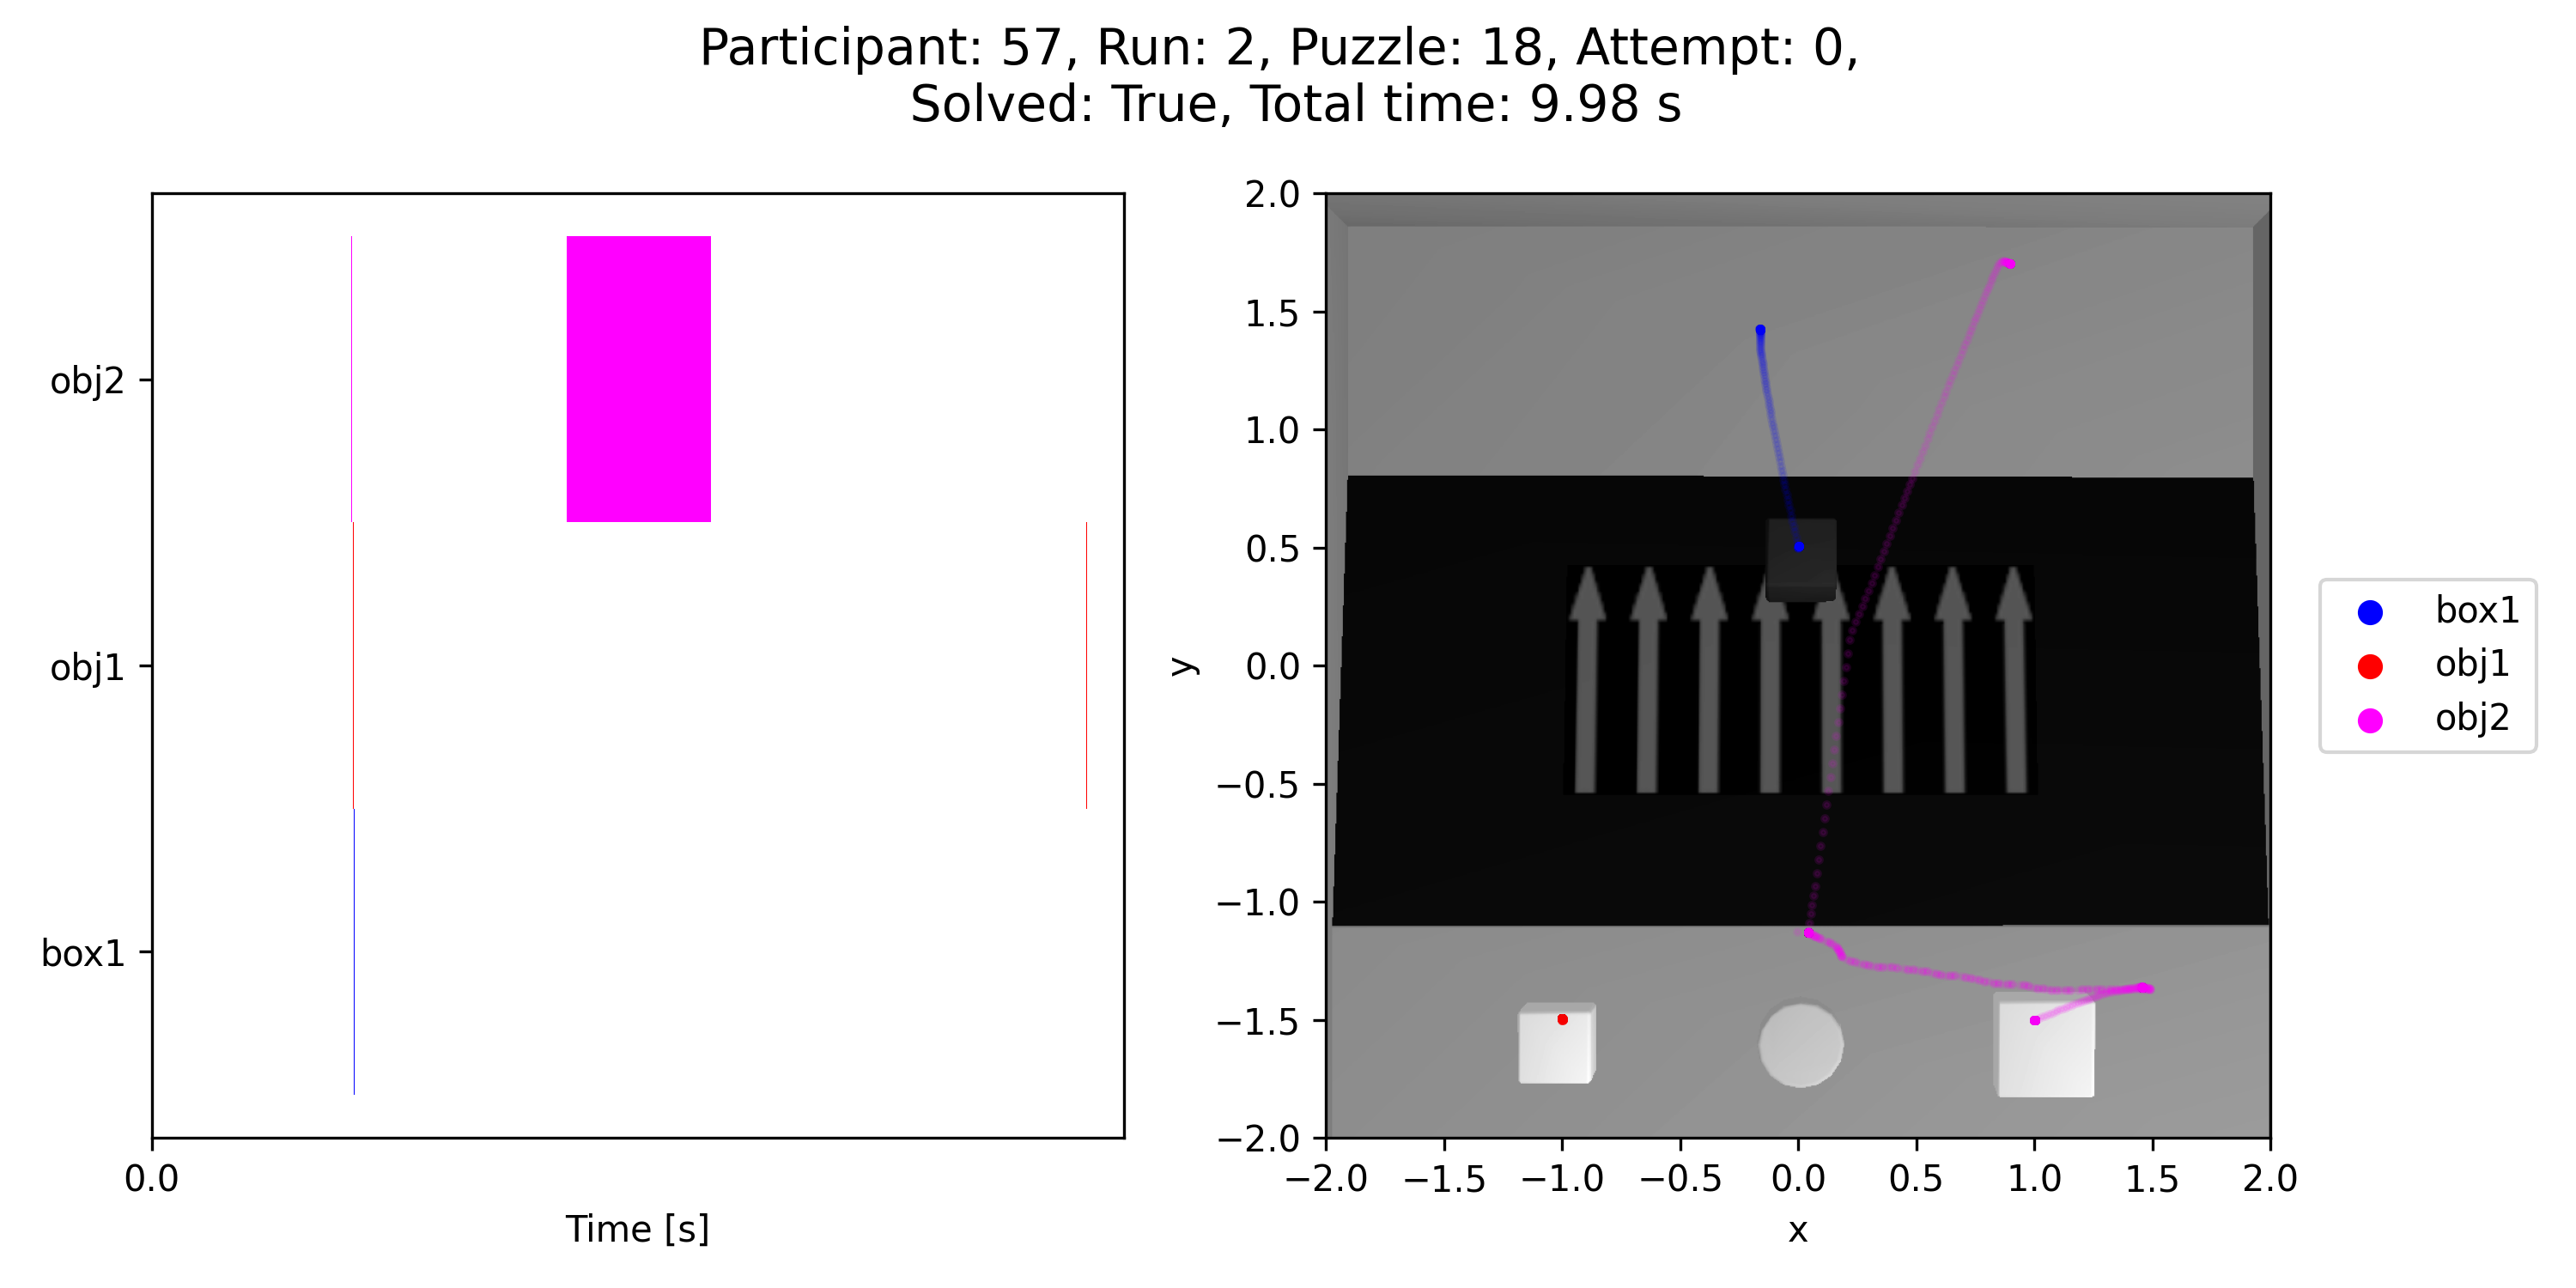 Participant: 57, Run: 2, Puzzle: 18, Attempt: 0,
Solved: True, Total time: 9.98 s
obj2
obj1
box1
0.0
Time [s]
2.0
1.5
1.0
0.5
0.0
−0.5
−1.0
−1.5
−2.0
y
−2.0 −1.5 −1.0 −0.5 0.0 0.5 1.0 1.5 2.0
x
box1
obj1
obj2